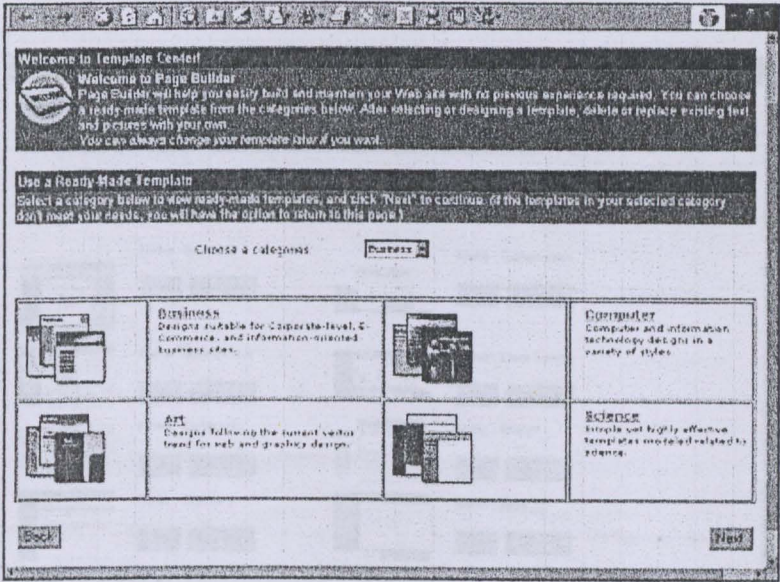 Welcome to Template Center!
Welcome to Page Builder
Page Builder will help you easily build and maintain your Web site with no previous experience required. You can choose
a ready-made template from the categories below. After selecting or designing a template, delete or replace existing text
and pictures with your own.
You can always change your template later if you want.
Use a Ready-Made Template
Select a category below to view ready-made templates, and click "Next" to continue. (If the templates in your selected category
don't meet your needs, you will have the option to return to this page.)
Choose a categories: Business
Business
Designs suitable for Corporate-level, E-
Commerce, and information-oriented
business sites.
Computer
Computer and information
technology designs in a
variety of styles.
Art
Designs following the current vector
trend for web and graphics design.
Science
Simple yet highly effective
templates modeled related to
science.
Back
Next